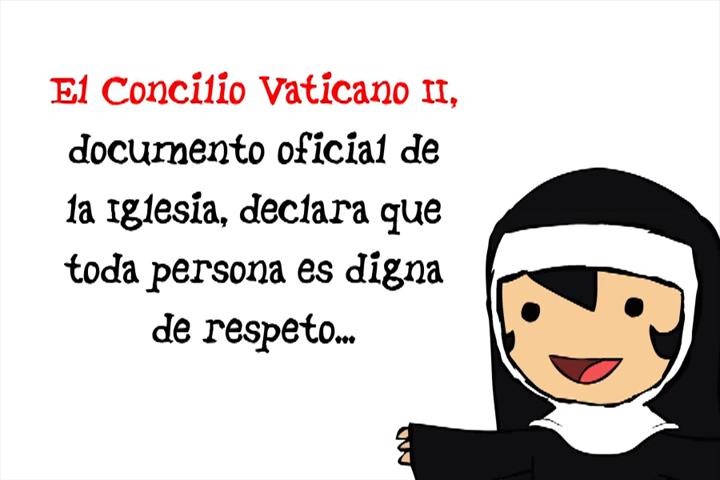 El Concilio Vaticano II,
documento oficial de
la Iglesia, declara que
toda persona es digna
de respeto...